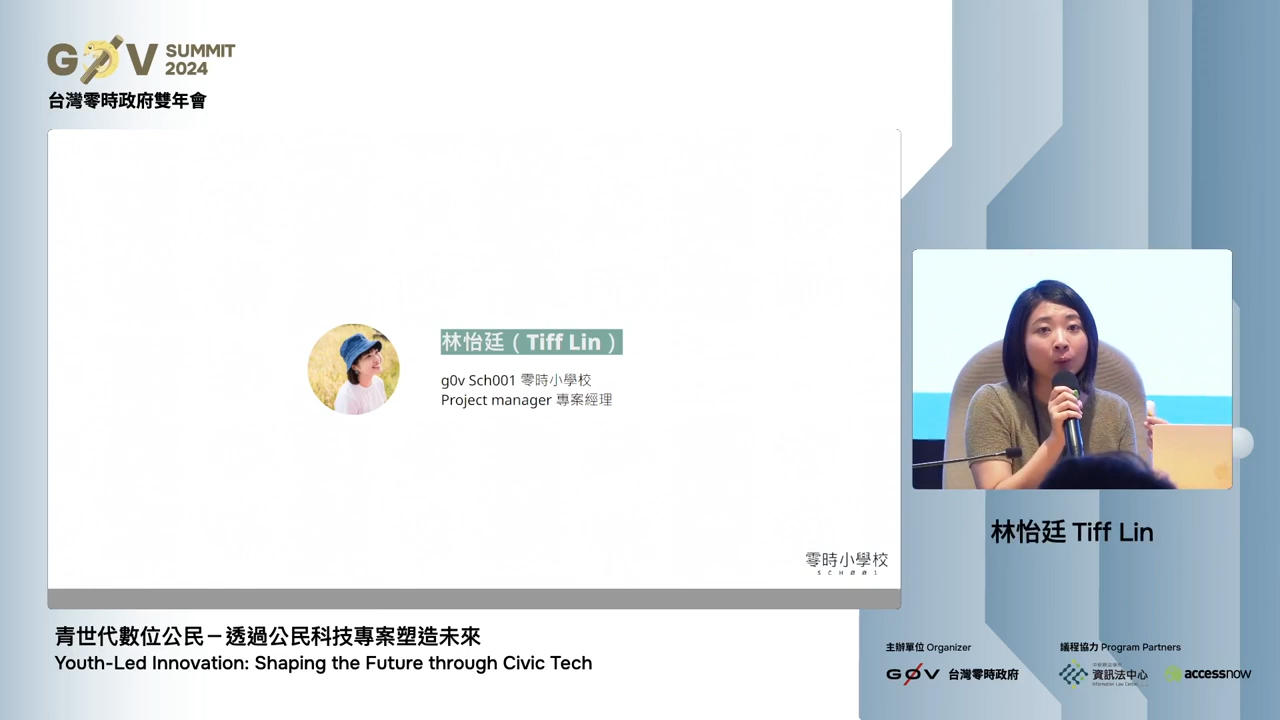 G0V SUMMIT 2024
台灣零時政府雙年會
林怡廷（Tiff Lin）
g0v Sch001 零時小學校
Project manager 專案經理
零時小學校
SCH001
林怡廷 Tiff Lin
青世代數位公民－透過公民科技專案塑造未來
Youth-Led Innovation: Shaping the Future through Civic Tech
主辦單位 Organizer
G0V 台灣零時政府
議程協力 Program Partners
資訊法中心
Information Law Center
accessnow